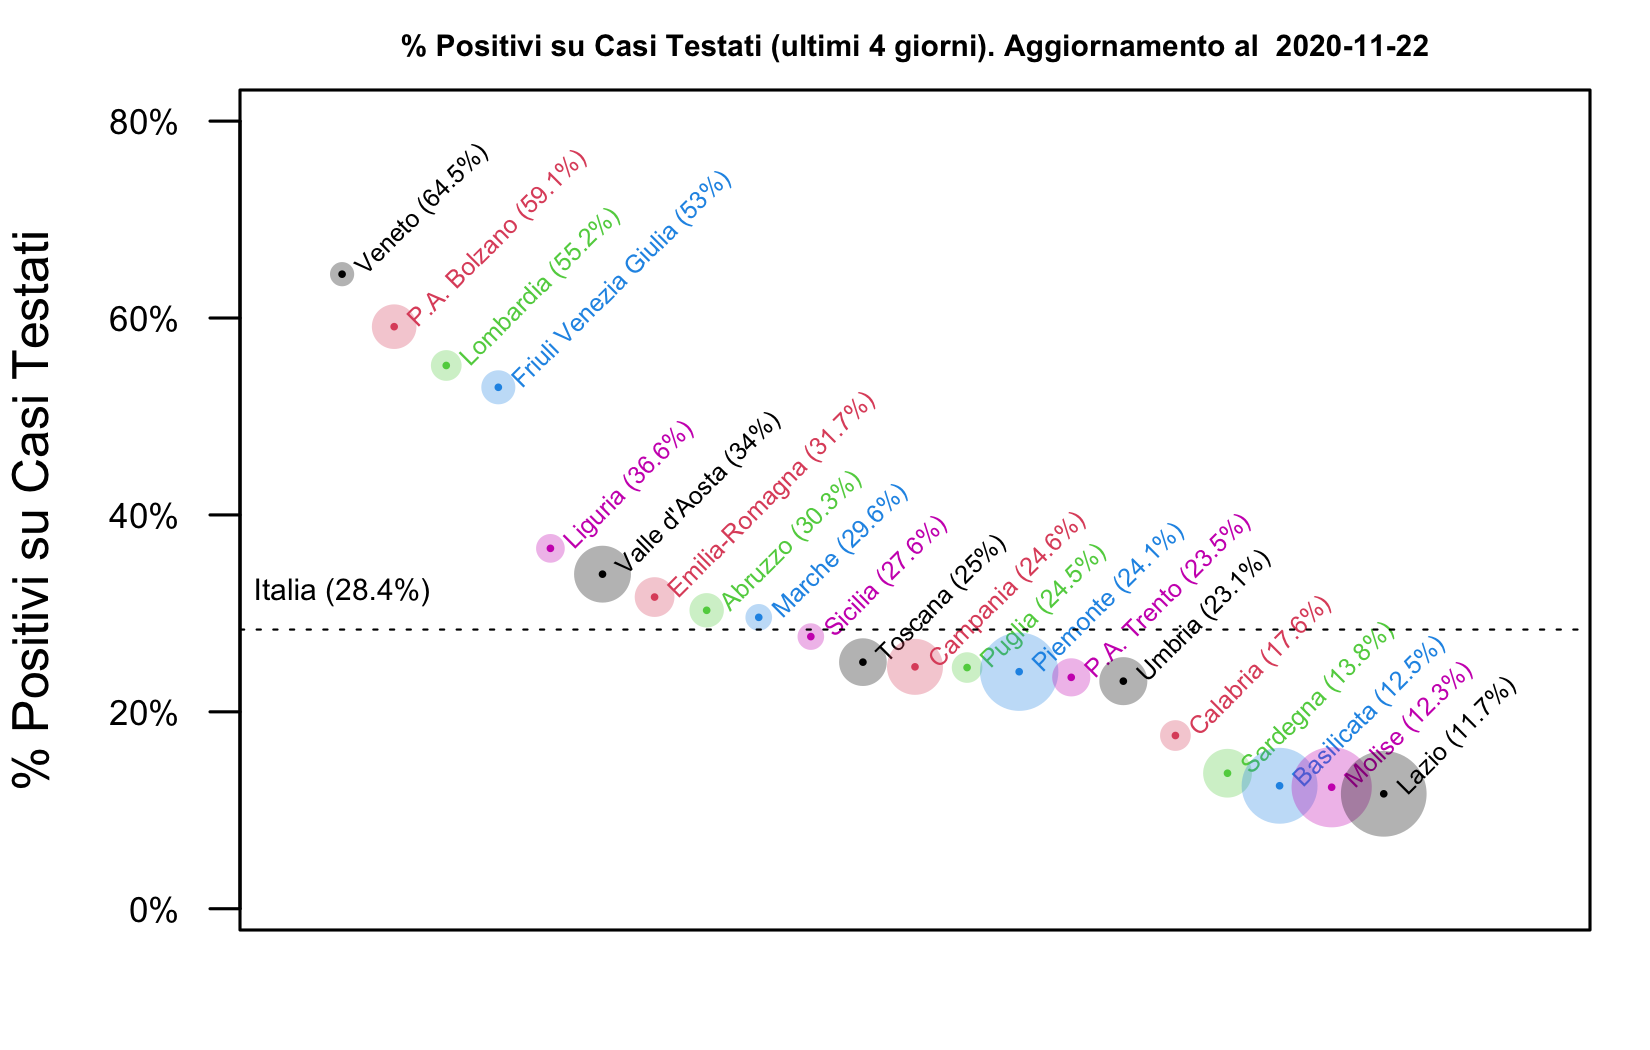 % Positivi su Casi Testati (ultimi 4 giorni). Aggiornamento al  2020-11-22
% Positivi su Casi Testati
80%
60%
40%
20%
0%
Veneto (64.5%)
P.A. Bolzano (59.1%)
Lombardia (55.2%)
Friuli Venezia Giulia (53%)
Liguria (36.6%)
Valle d'Aosta (34%)
Emilia-Romagna (31.7%)
Abruzzo (30.3%)
Marche (29.6%)
Sicilia (27.6%)
Toscana (25%)
Campania (24.6%)
Puglia (24.5%)
Piemonte (24.1%)
P.A. Trento (23.5%)
Umbria (23.1%)
Calabria (17.6%)
Sardegna (13.8%)
Basilicata (12.5%)
Molise (12.3%)
Lazio (11.7%)
Italia (28.4%)